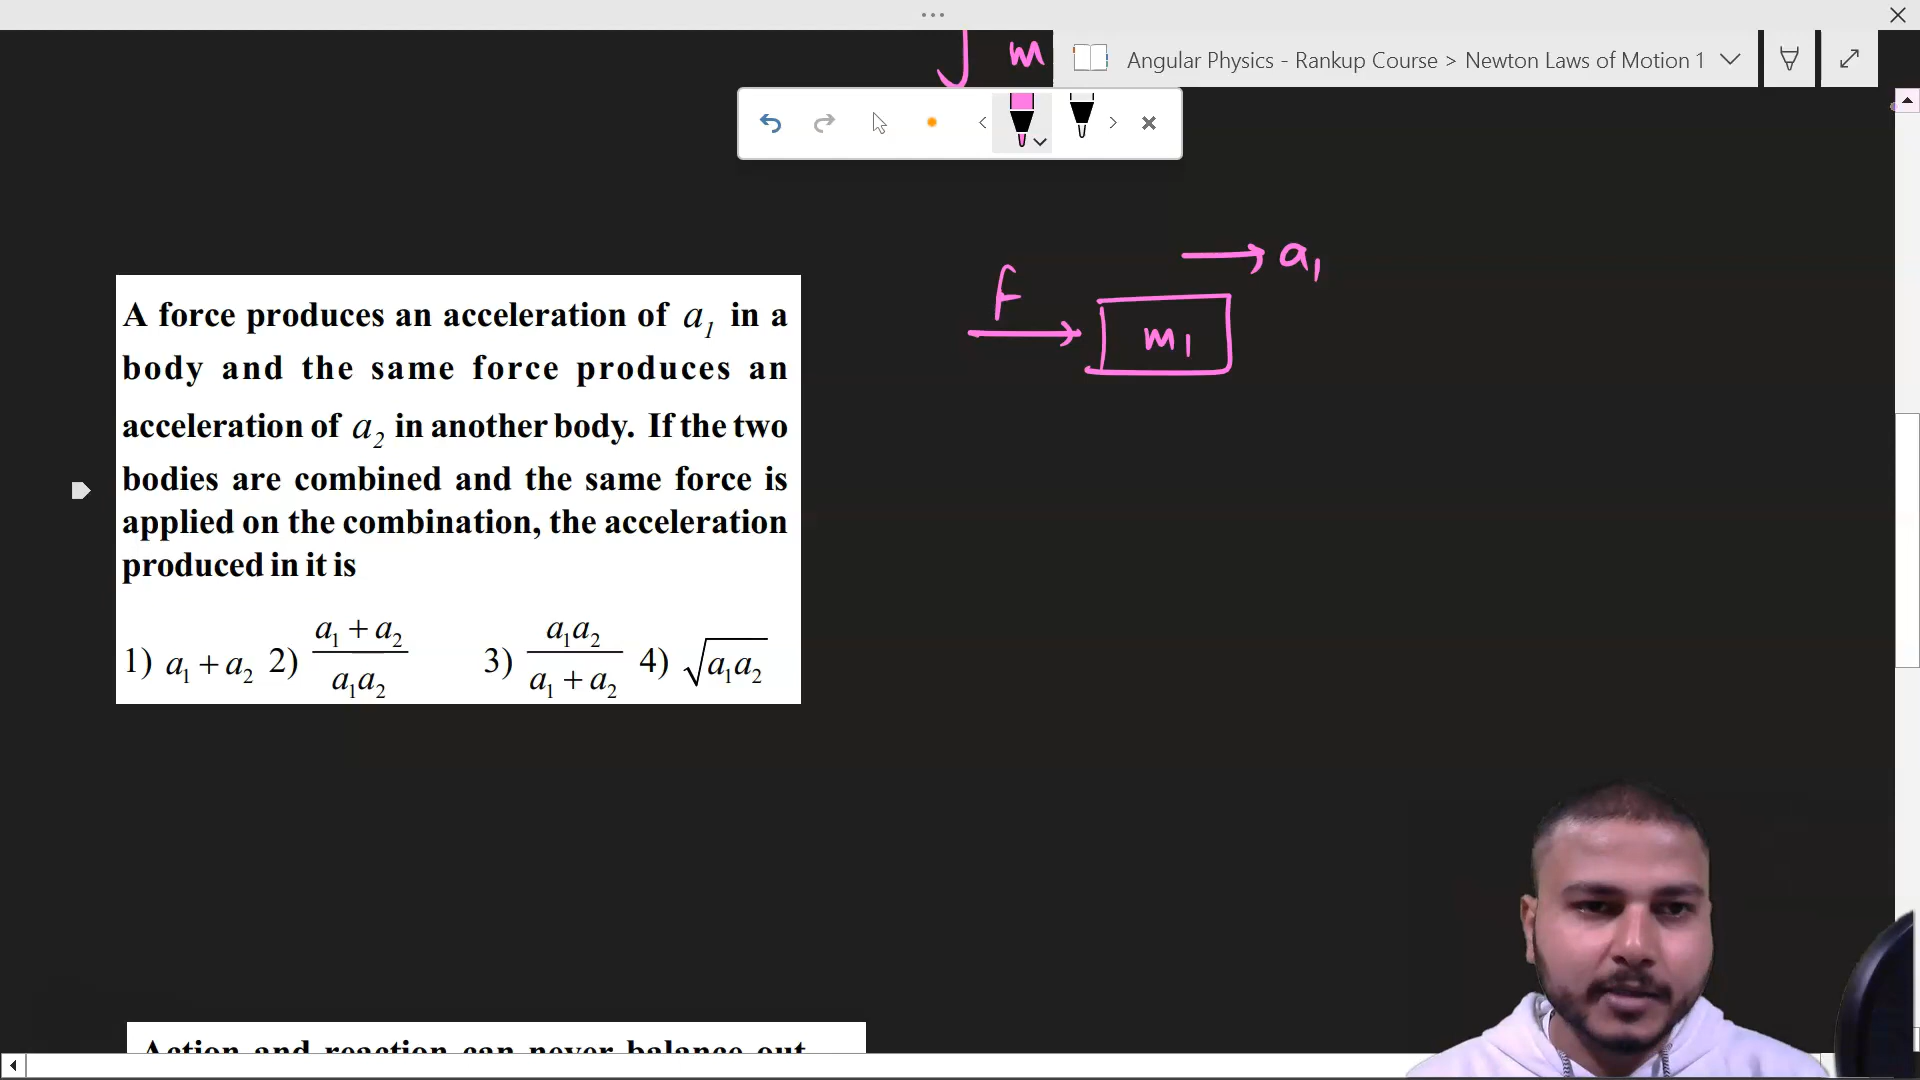 m
Angular Physics - Rankup Course > Newton Laws of Motion 1
a₁
F
m₁
A force produces an acceleration of a₁ in a
body and the same force produces an
acceleration of a₂ in another body. If the two
bodies are combined and the same force is
applied on the combination, the acceleration
produced in it is
1) a₁ + a₂ 2) (a₁ + a₂)/(a₁a₂) 3) (a₁a₂)/(a₁ + a₂) 4) √(a₁a₂)
Action and reaction can never balance out